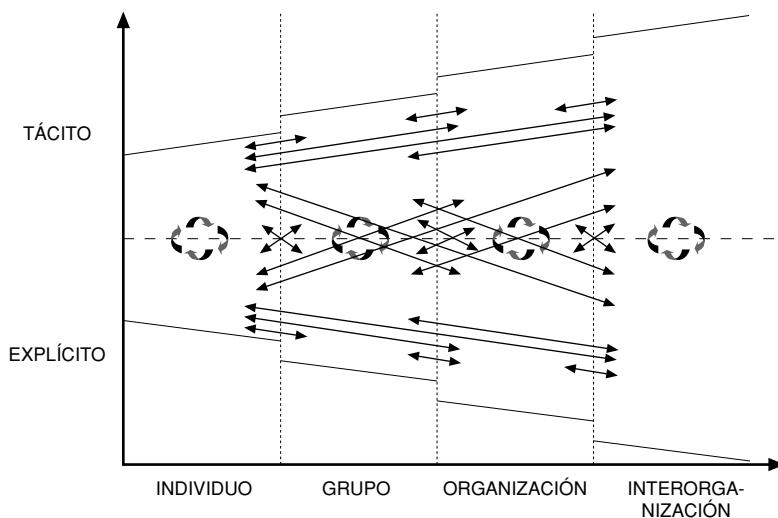 TÁCITO
EXPLÍCITO
INDIVIDUO
GRUPO
ORGANIZACIÓN
INTERORGA-
NIZACIÓN